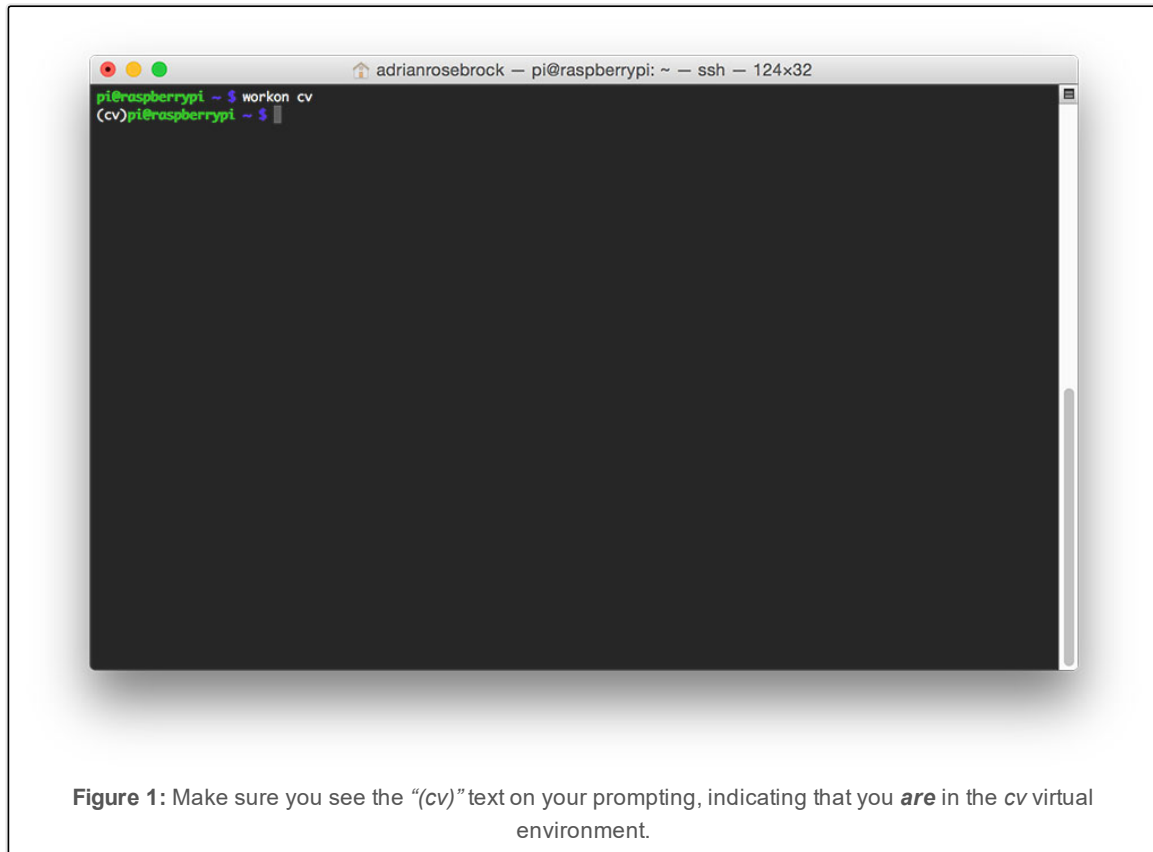 adrianrosebrock — pi@raspberrypi: ~ — ssh — 124×32
pi@raspberrypi ~ $ workon cv
(cv)pi@raspberrypi ~ $
Figure 1: Make sure you see the “(cv)” text on your prompting, indicating that you are in the cv virtual
environment.